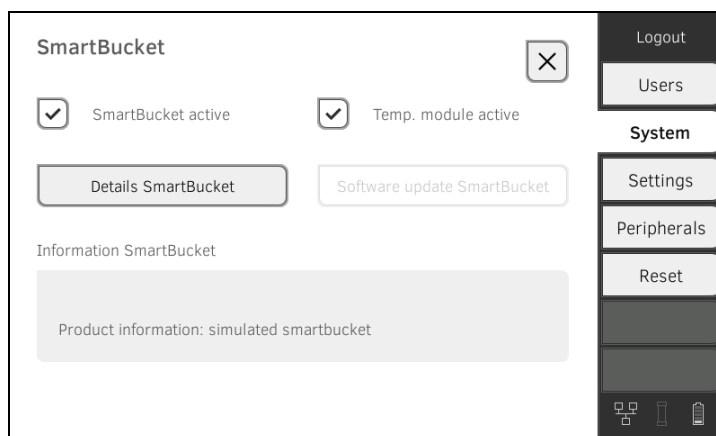 SmartBucket
SmartBucket active
Temp. module active
Details SmartBucket
Software update SmartBucket
Information SmartBucket
Product information: simulated smartbucket
Logout
Users
System
Settings
Peripherals
Reset